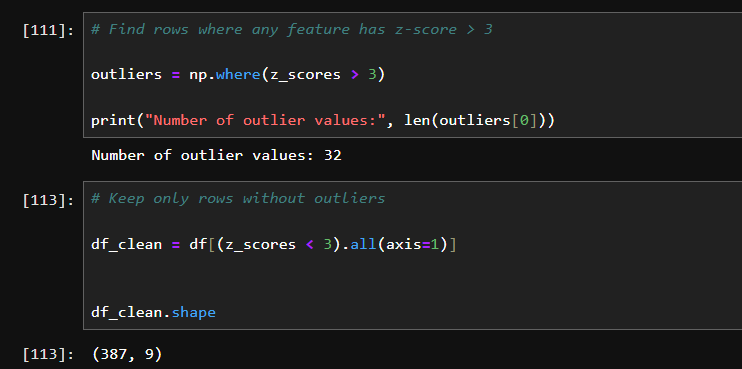 [111]: # Find rows where any feature has z-score > 3
outliers = np.where(z_scores > 3)
print("Number of outlier values:", len(outliers[0]))
Number of outlier values: 32
[113]: # Keep only rows without outliers
df_clean = df[(z_scores < 3).all(axis=1)]
df_clean.shape
[113]: (387, 9)